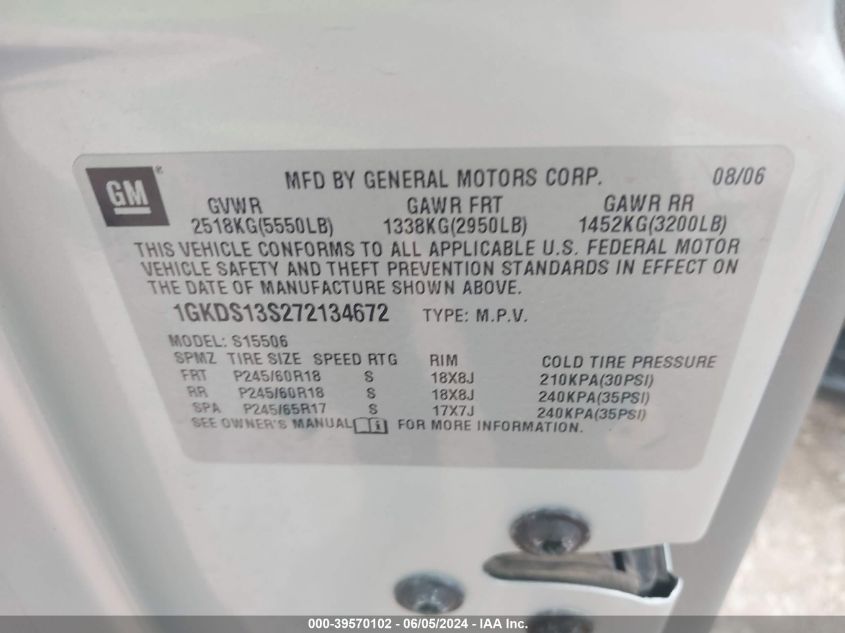 GM
MFD BY GENERAL MOTORS CORP. 08/06
GVWR GAWR FRT GAWR RR
2518KG(5550LB) 1338KG(2950LB) 1452KG(3200LB)
THIS VEHICLE CONFORMS TO ALL APPLICABLE U.S. FEDERAL MOTOR
VEHICLE SAFETY AND THEFT PREVENTION STANDARDS IN EFFECT ON
THE DATE OF MANUFACTURE SHOWN ABOVE.
1GKDS13S272134672 TYPE: M.P.V.
MODEL: S15506
SPMZ TIRE SIZE SPEED RTG RIM COLD TIRE PRESSURE
FRT P245/60R18 S 18X8J 210KPA(30PSI)
RR P245/60R18 S 18X8J 240KPA(35PSI)
SPA P245/65R17 S 17X7J 240KPA(35PSI)
SEE OWNER'S MANUAL FOR MORE INFORMATION.
000-39570102 - 06/05/2024 - IAA Inc.